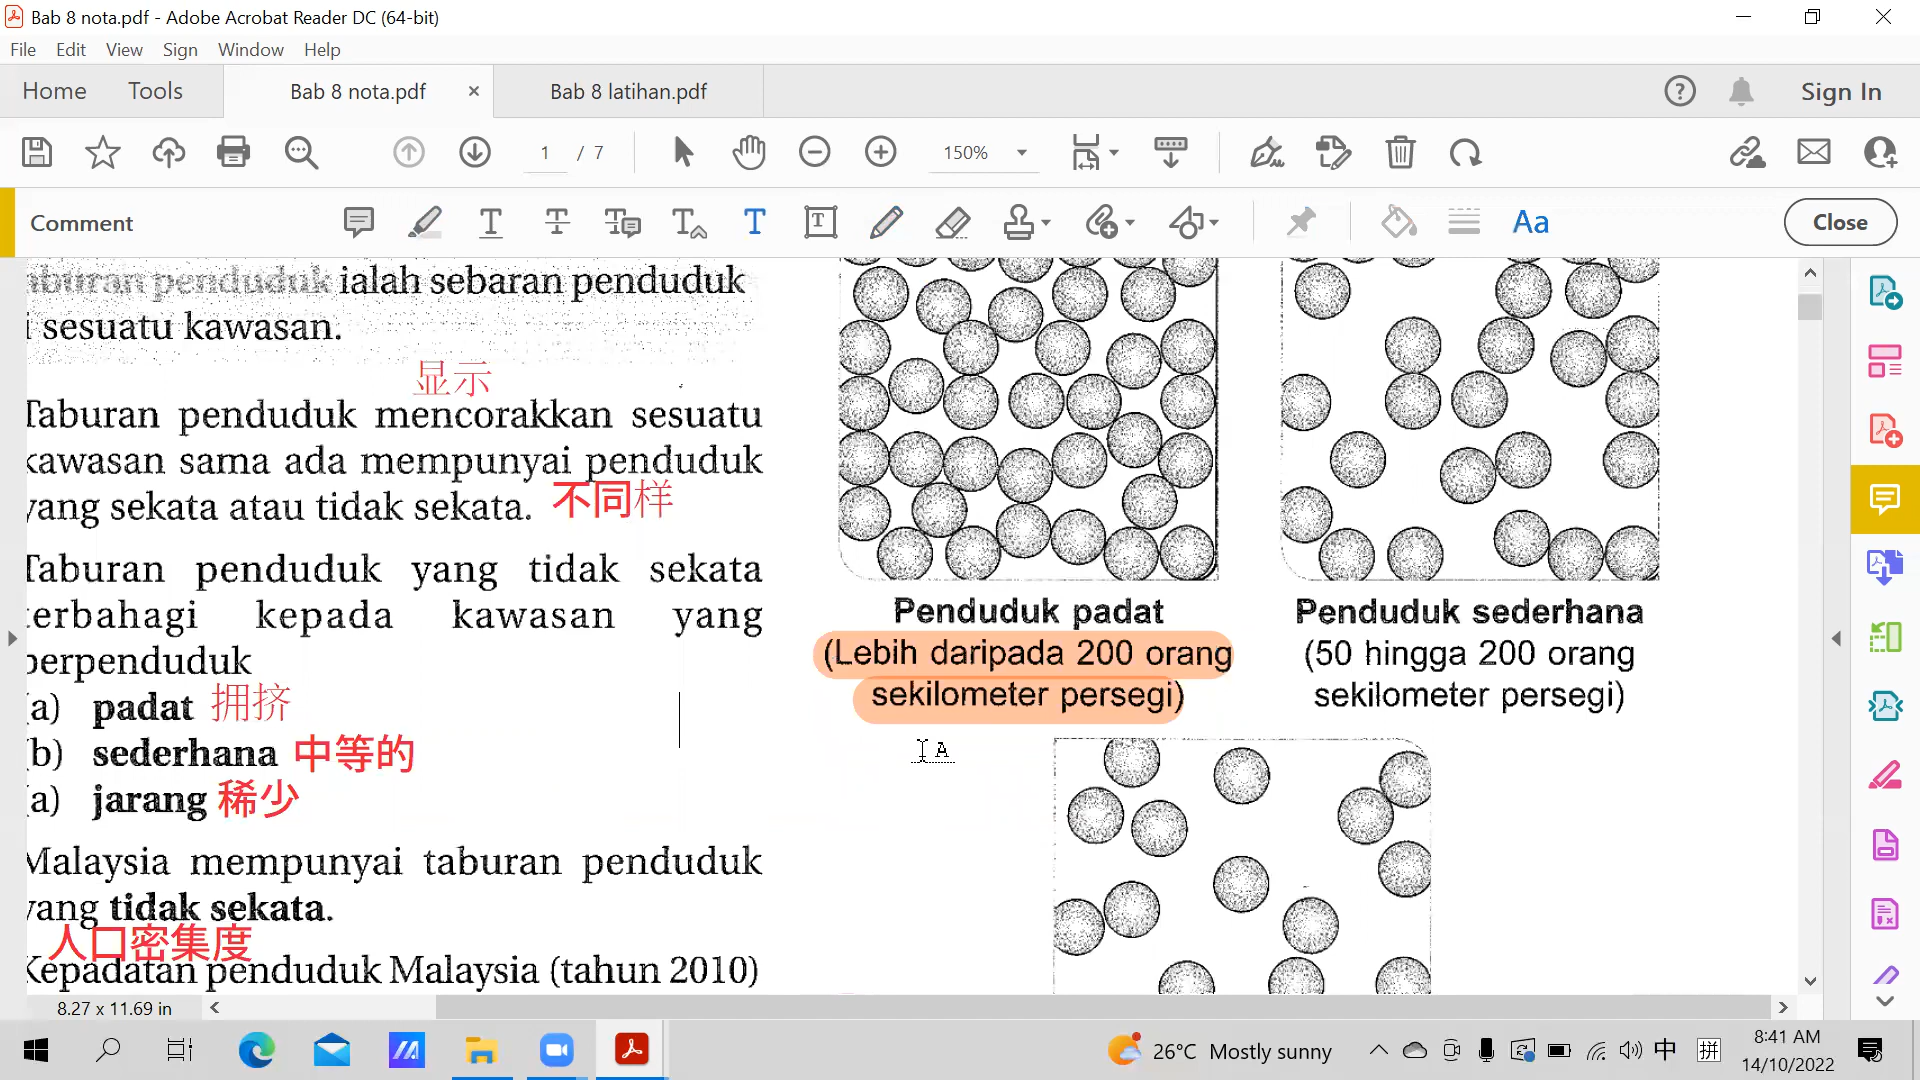 Bab 8 nota.pdf - Adobe Acrobat Reader DC (64-bit)
File Edit View Sign Window Help
Home Tools Bab 8 nota.pdf × Bab 8 latihan.pdf Sign In
1 / 7 150%
Comment Close
ialah sebaran penduduk
sesuatu kawasan.
显示
Taburan penduduk mencorakkan sesuatu
kawasan sama ada mempunyai penduduk
yang sekata atau tidak sekata. 不同样
Taburan penduduk yang tidak sekata
terbahagi kepada kawasan yang
berpenduduk
(a) padat 拥挤
(b) sederhana 中等的
(a) jarang 稀少
Malaysia mempunyai taburan penduduk
yang tidak sekata.
人口密集度
Kepadatan penduduk Malaysia (tahun 2010)
Penduduk padat
(Lebih daripada 200 orang
sekilometer persegi)
Penduduk sederhana
(50 hingga 200 orang
sekilometer persegi)
A
8.27 x 11.69 in
26°C Mostly sunny
中 拼
8:41 AM
14/10/2022